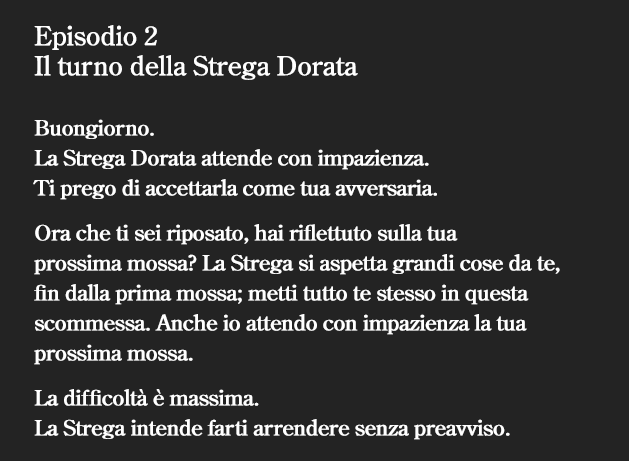 Episodio 2
Il turno della Strega Dorata
Buongiorno.
La Strega Dorata attende con impazienza.
Ti prego di accettarla come tua avversaria.
Ora che ti sei riposato, hai riflettuto sulla tua
prossima mossa? La Strega si aspetta grandi cose da te,
fin dalla prima mossa; metti tutto te stesso in questa
scommessa. Anche io attendo con impazienza la tua
prossima mossa.
La difficoltà è massima.
La Strega intende farti arrendere senza preavviso.